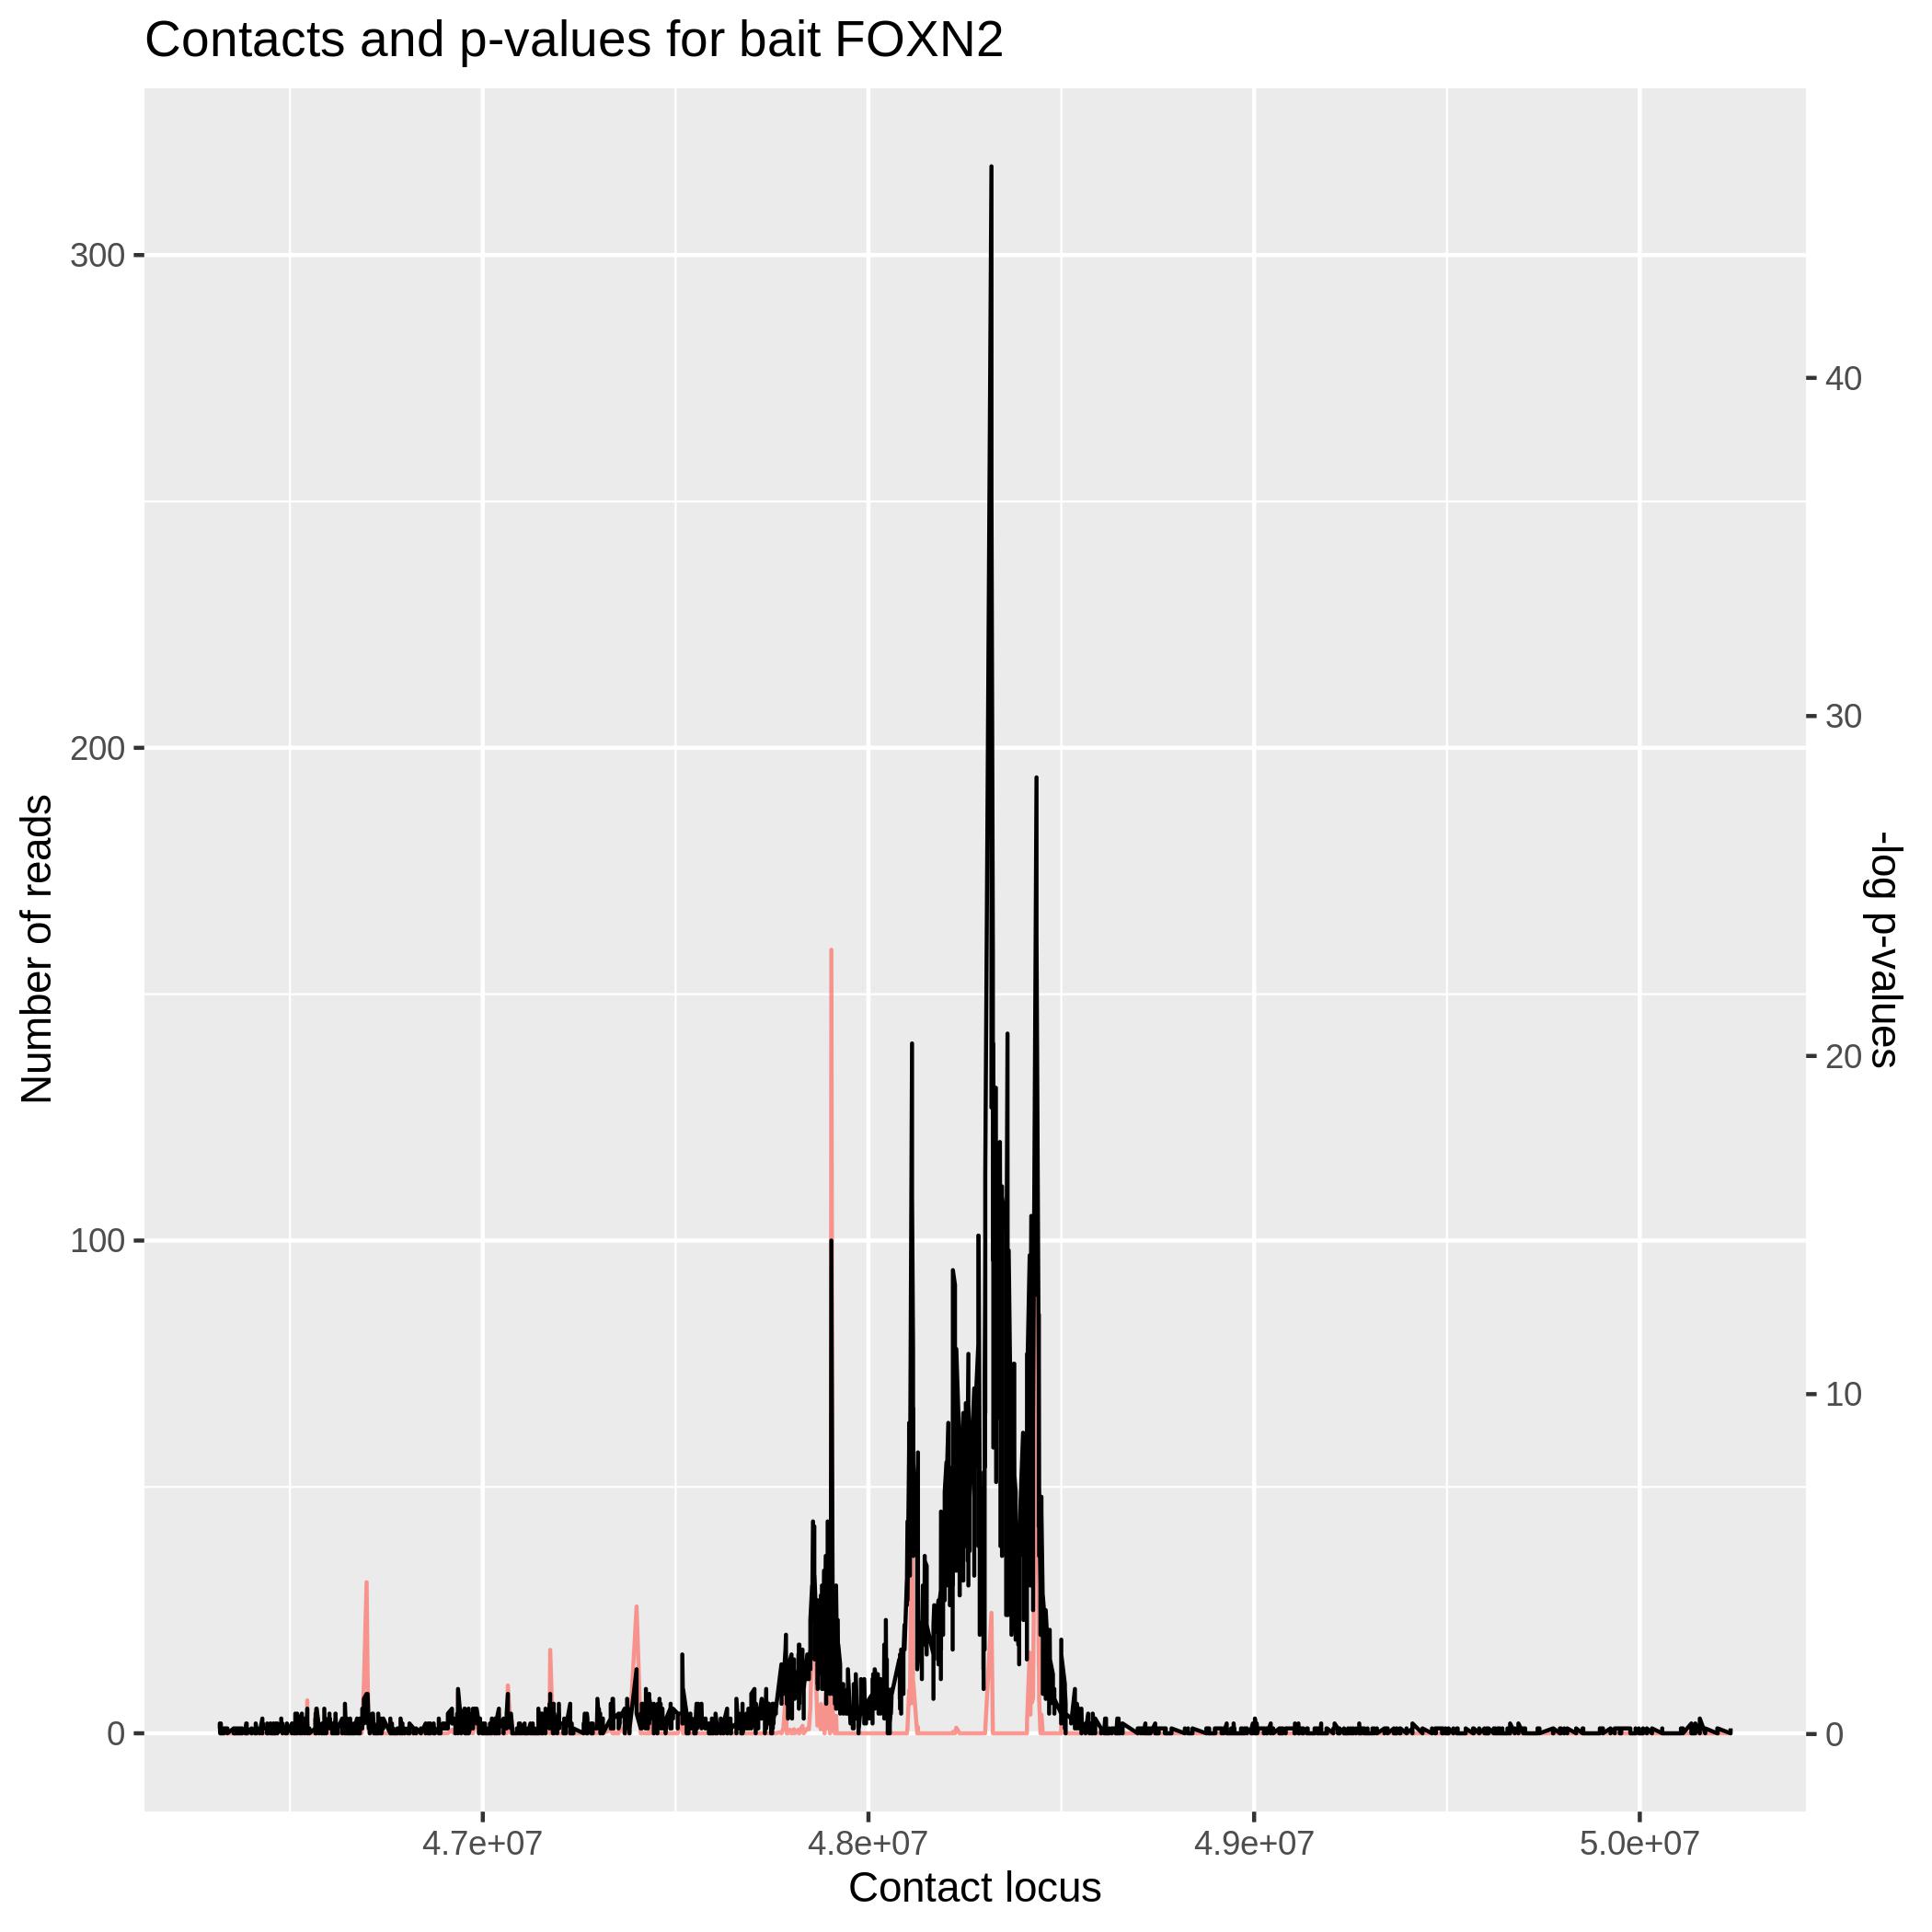 Contacts and p-values for bait FOXN2
300
200
100
0
40
30
20
10
0
Number of reads
-log p-values
4.7e+07
4.8e+07
4.9e+07
5.0e+07
Contact locus